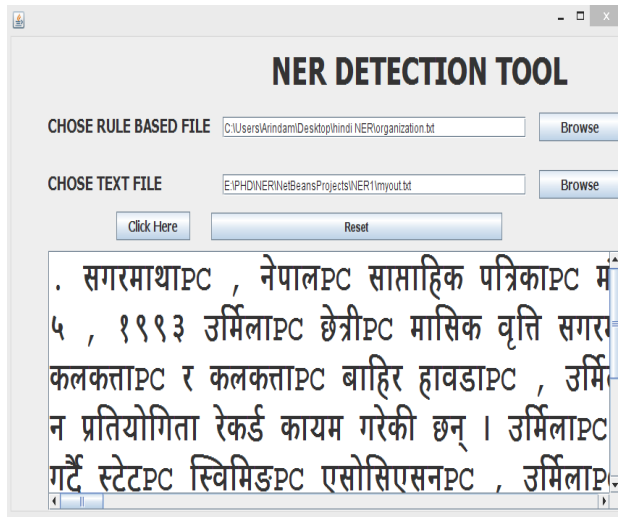 NER DETECTION TOOL
CHOSE RULE BASED FILE C:\Users\Arindam\Desktop\hindi NER\organization.txt Browse
CHOSE TEXT FILE E:\PHD\NER\NetBeansProjects\NER1\myout.txt Browse
Click Here Reset
. सगरमाथाPC , नेपालPC साप्ताहिक पत्रिकाPC
५ , १९९३ उर्मिलाPC छेत्रीPC मासिक वृत्ति
कलकत्ताPC र कलकत्ताPC बाहिर हावडाPC ,
न प्रतियोगिता रेकर्ड कायम गरेकी छन् । उर्मिलाPC
गर्दै स्टेटPC स्विमिङPC एसोसिएसनPC , उर्मिलाPC